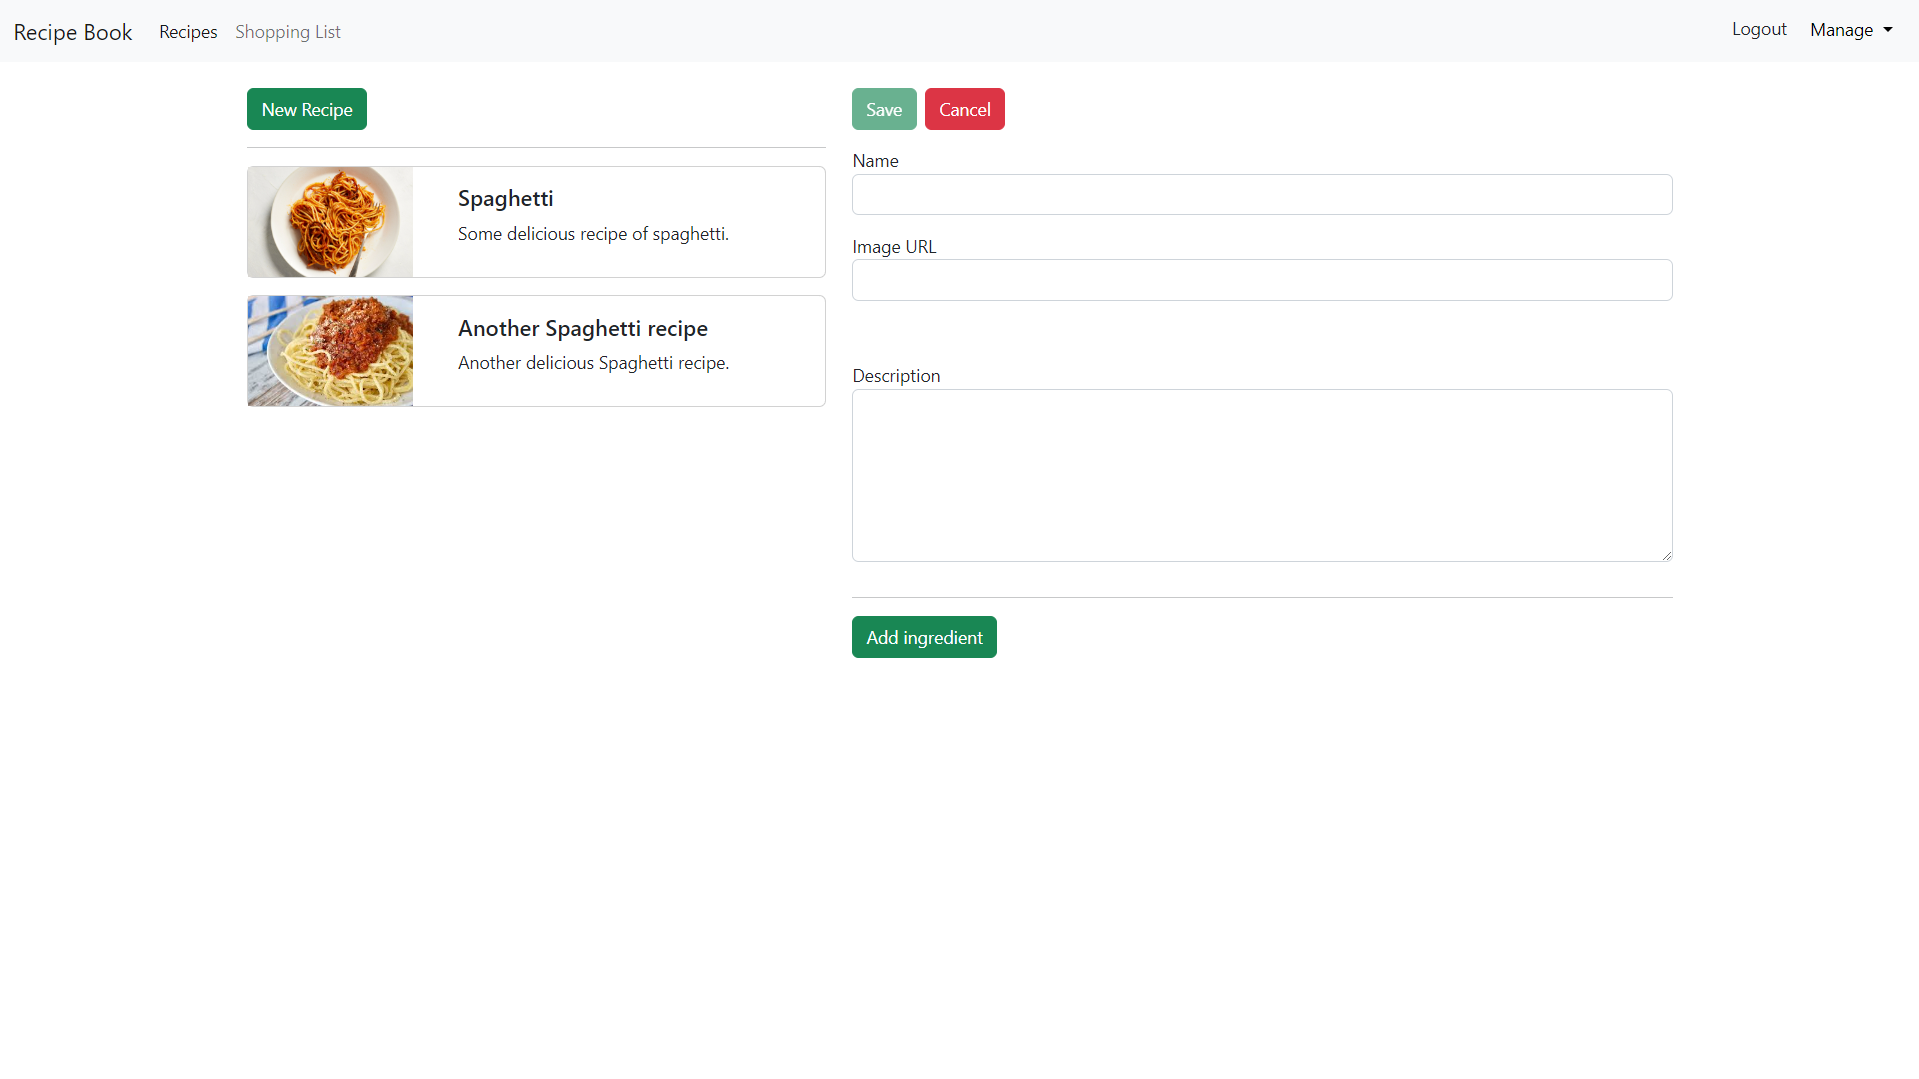 Recipe Book Recipes Shopping List Logout Manage
New Recipe
Spaghetti
Some delicious recipe of spaghetti.
Another Spaghetti recipe
Another delicious Spaghetti recipe.
Save Cancel
Name
Image URL
Description
Add ingredient